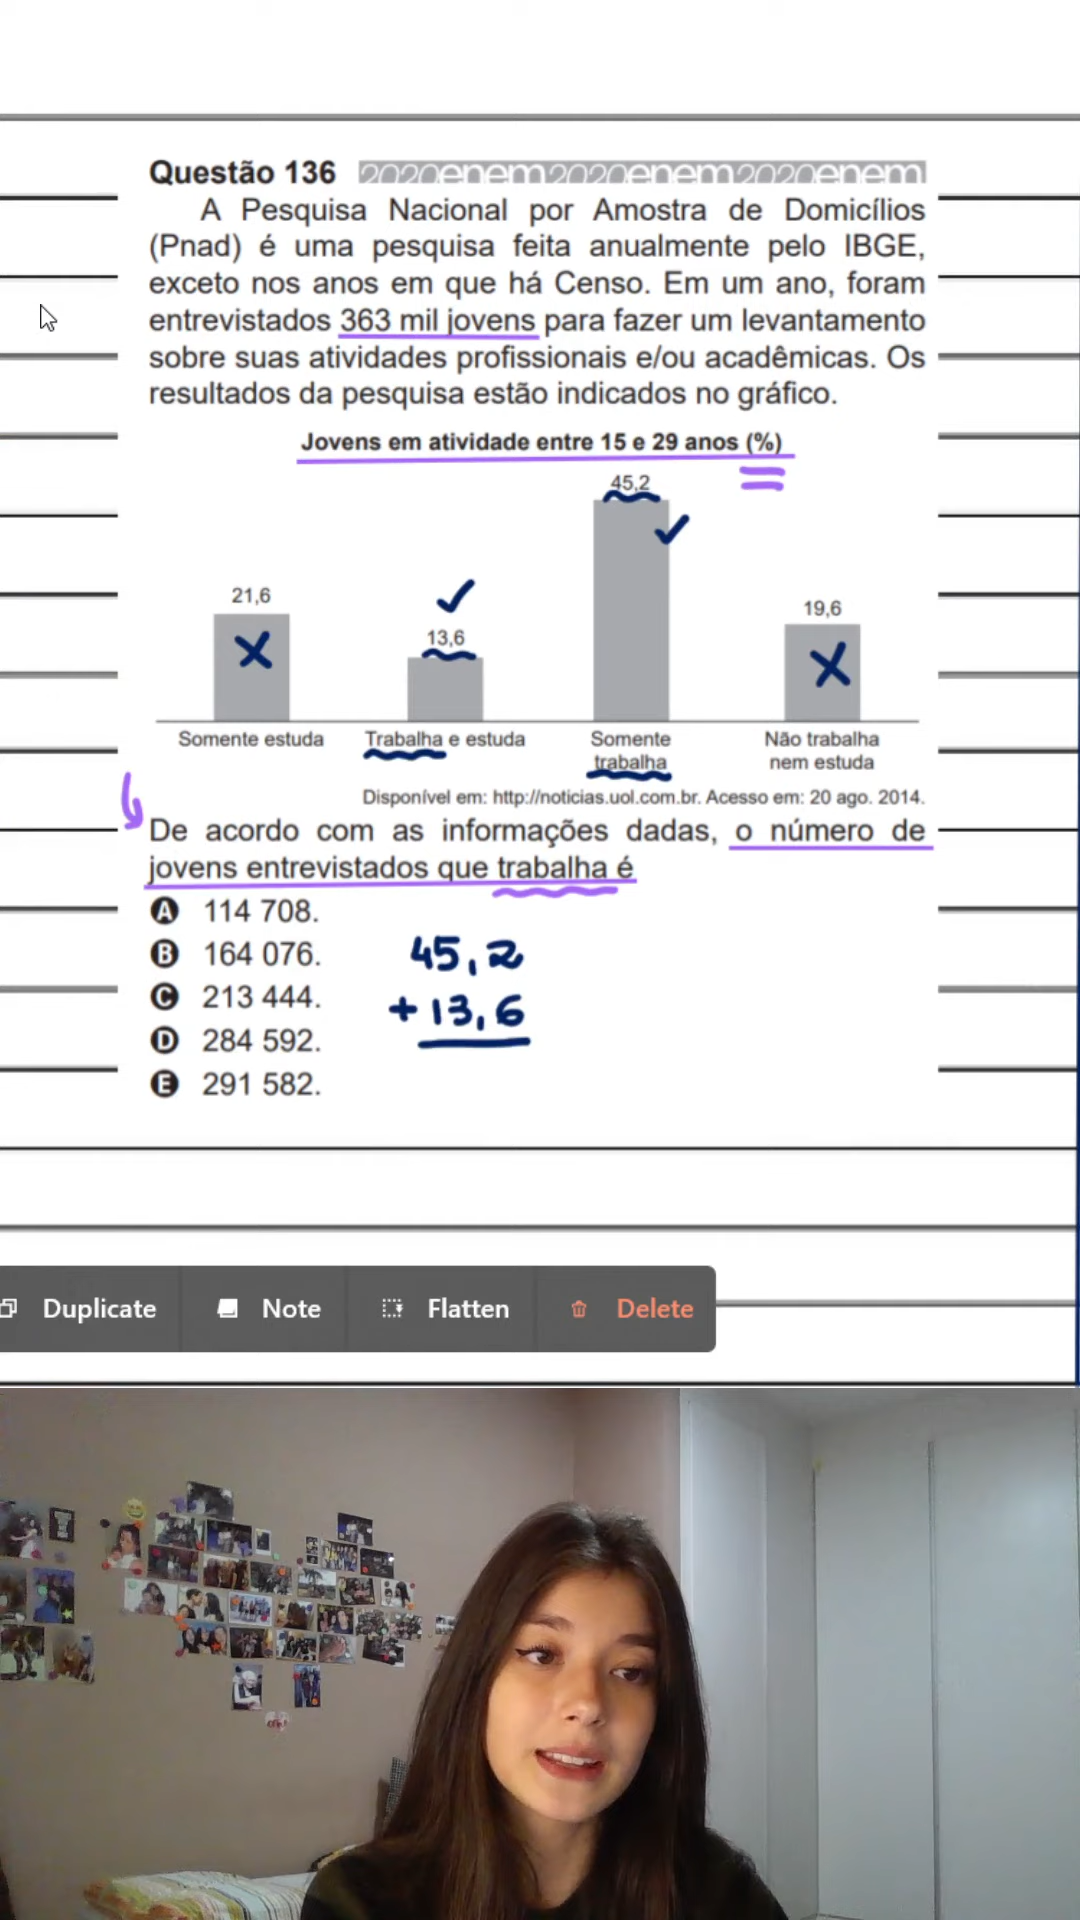 Questão 136 2020enem2020enem2020enem
A Pesquisa Nacional por Amostra de Domicílios
(Pnad) é uma pesquisa feita anualmente pelo IBGE,
exceto nos anos em que há Censo. Em um ano, foram
entrevistados 363 mil jovens para fazer um levantamento
sobre suas atividades profissionais e/ou acadêmicas. Os
resultados da pesquisa estão indicados no gráfico.
Jovens em atividade entre 15 e 29 anos (%)
45,2
21,6
19,6
13,6
Somente estuda
Trabalha e estuda
Somente
trabalha
Não trabalha
nem estuda
Disponível em: http://noticias.uol.com.br. Acesso em: 20 ago. 2014.
De acordo com as informações dadas, o número de
jovens entrevistados que trabalha é
A 114 708.
B 164 076.
C 213 444.
D 284 592.
E 291 582.
45,2
+ 13,6
Duplicate Note Flatten Delete